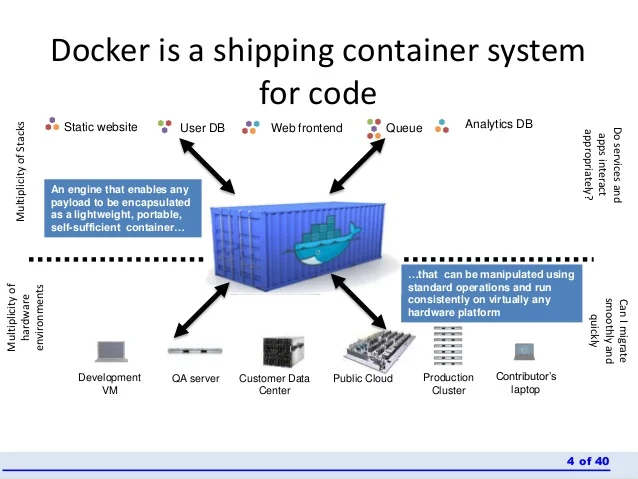 Docker is a shipping container system
for code
Multiplicity of Stacks
Static website
User DB
Web frontend
Queue
Analytics DB
Do services and
apps interact
appropriately?
An engine that enables any
payload to be encapsulated
as a lightweight, portable,
self-sufficient container…
…that can be manipulated using
standard operations and run
consistently on virtually any
hardware platform
Multiplicity of
hardware
environments
Can I migrate
smoothly and
quickly
Development
VM
QA server
Customer Data
Center
Public Cloud
Production
Cluster
Contributor’s
laptop
4 of 40